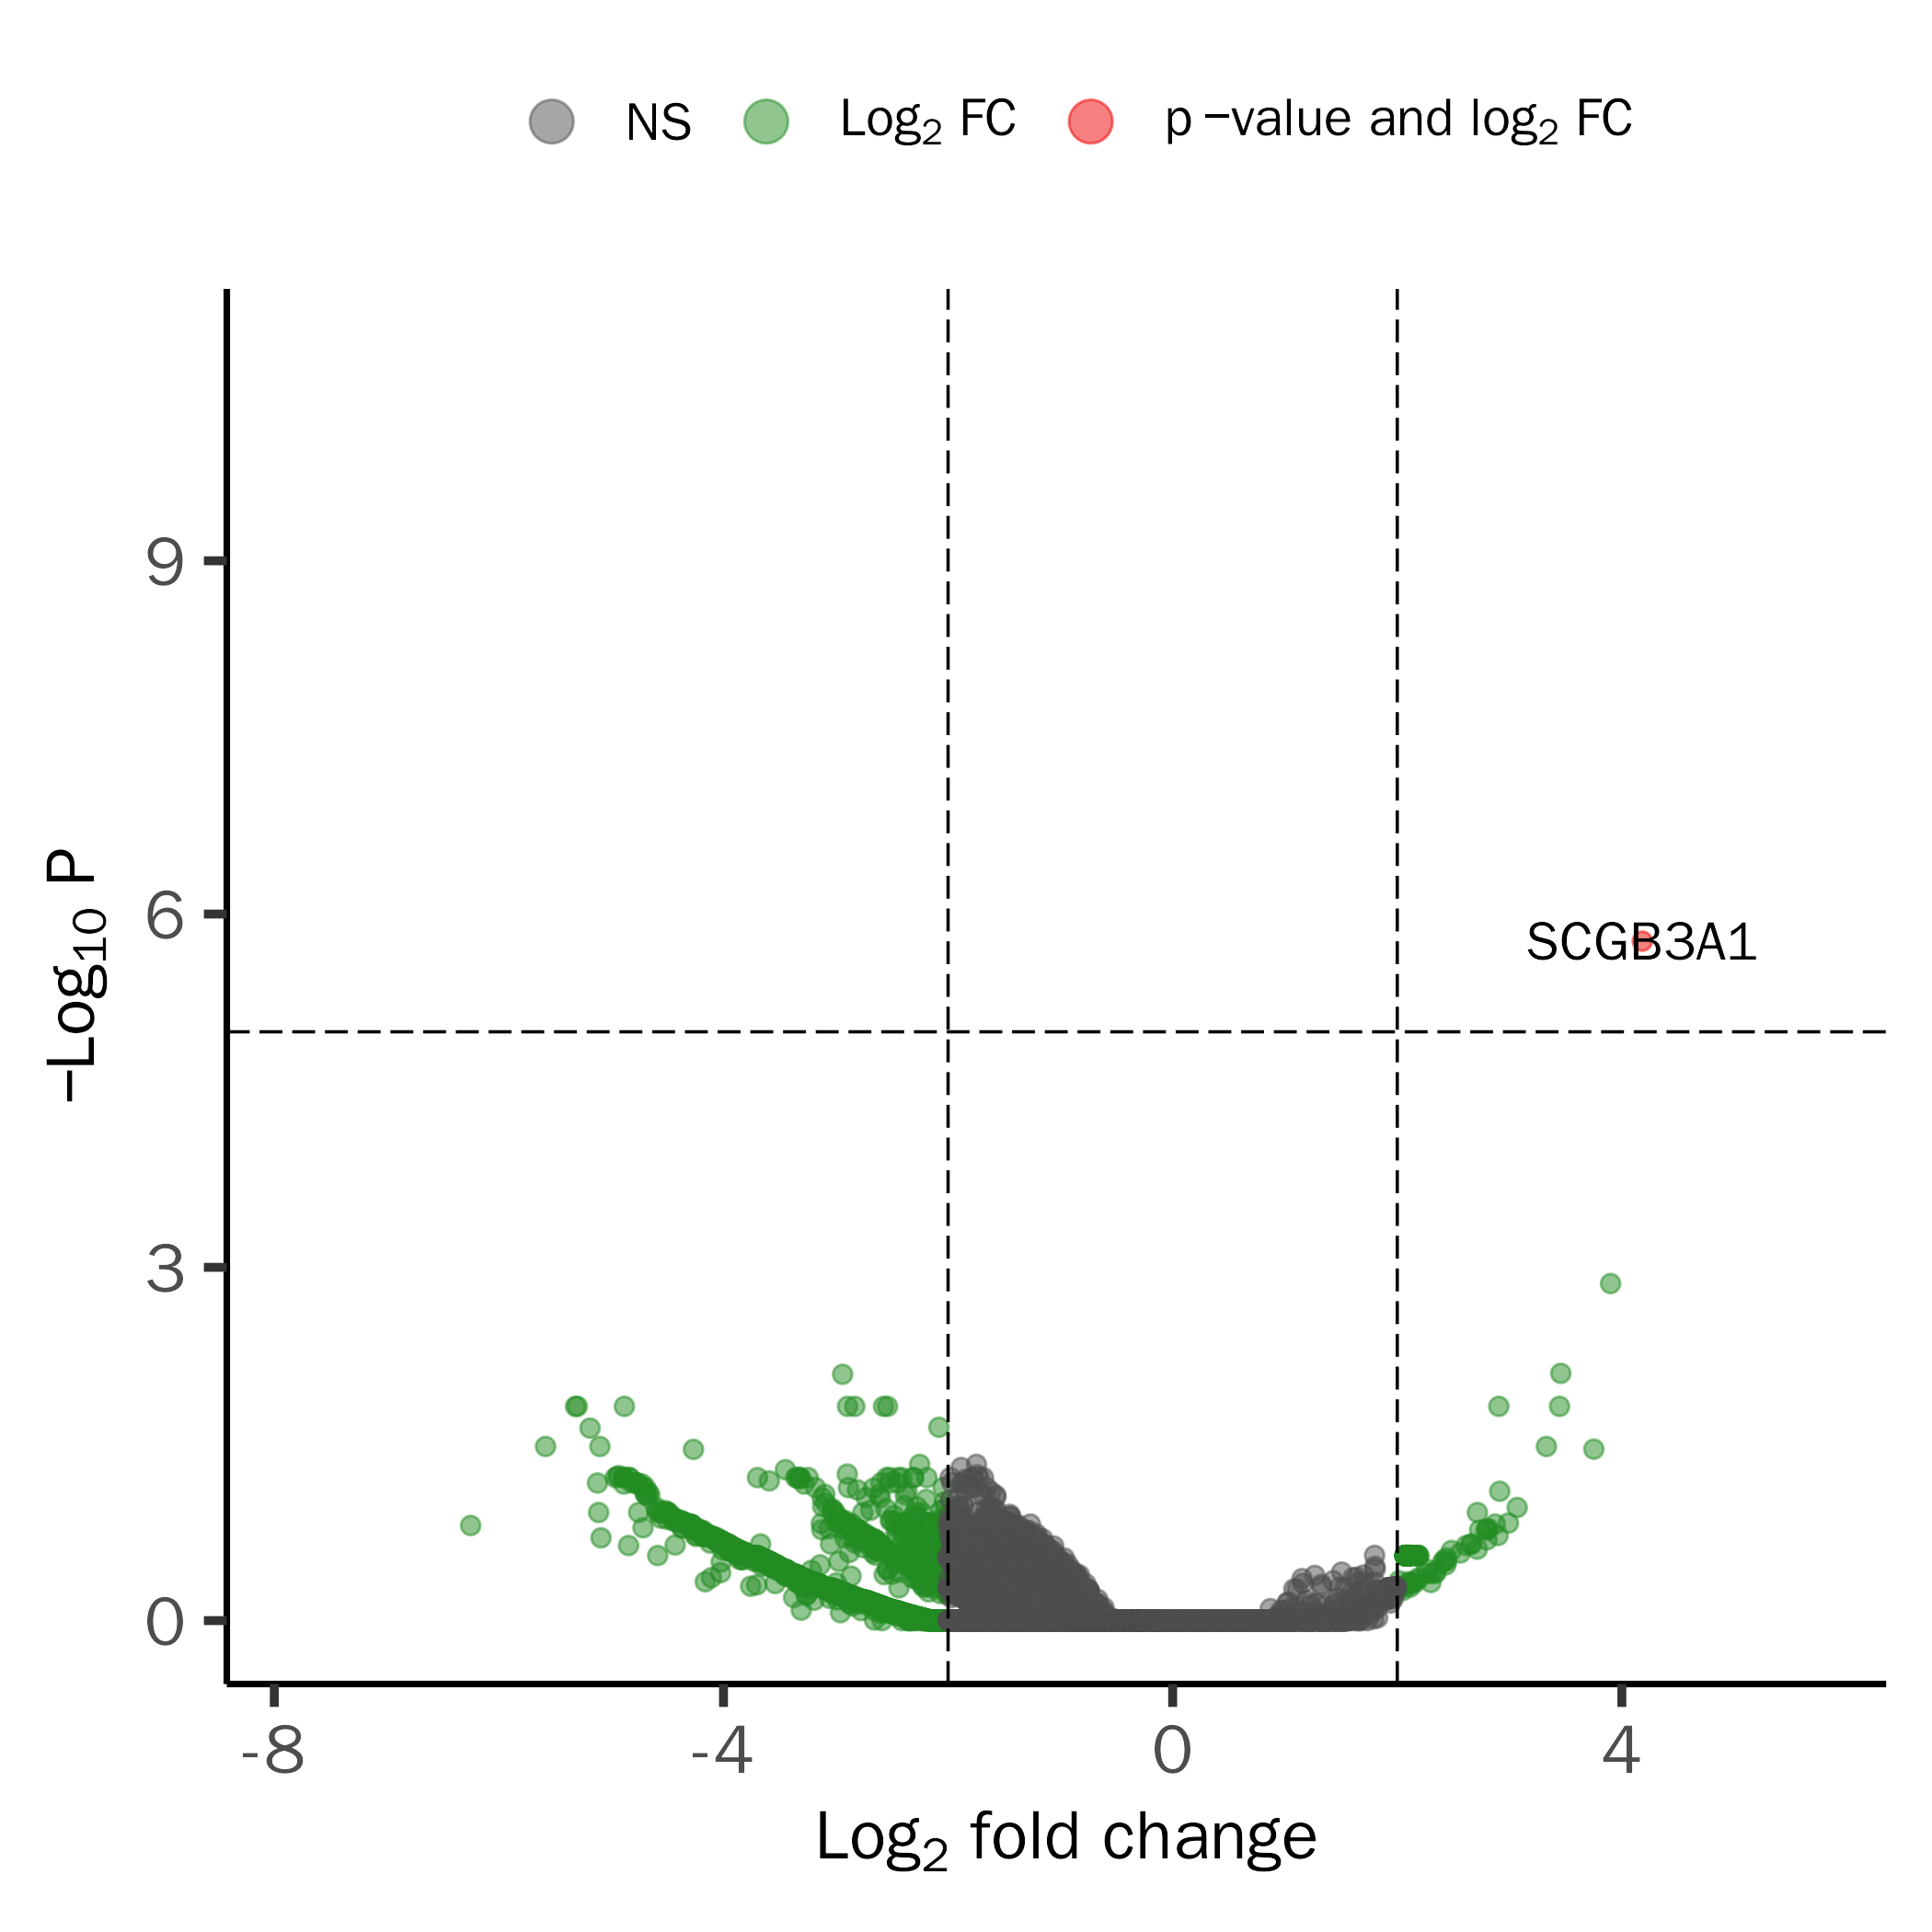 NS Log₂ FC p −value and log₂ FC
−Log₁₀ P
9
6
3
0
SCGB3A1
-8 -4 0 4
Log₂ fold change